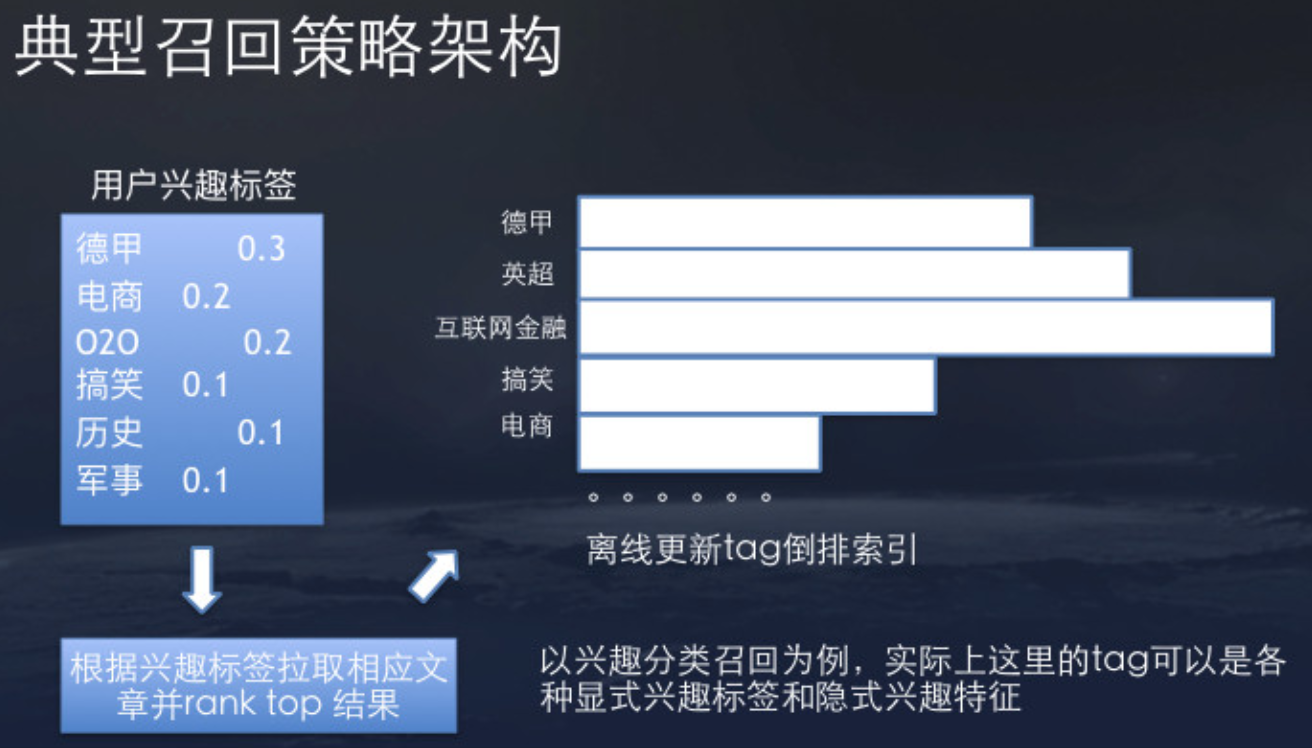 典型召回策略架构
用户兴趣标签
德甲 0.3
电商 0.2
O2O 0.2
搞笑 0.1
历史 0.1
军事 0.1
根据兴趣标签拉取相应文
章并rank top 结果
德甲
英超
互联网金融
搞笑
电商
。。。。。。
离线更新tag倒排索引
以兴趣分类召回为例，实际上这里的tag可以是各
种显式兴趣标签和隐式兴趣特征